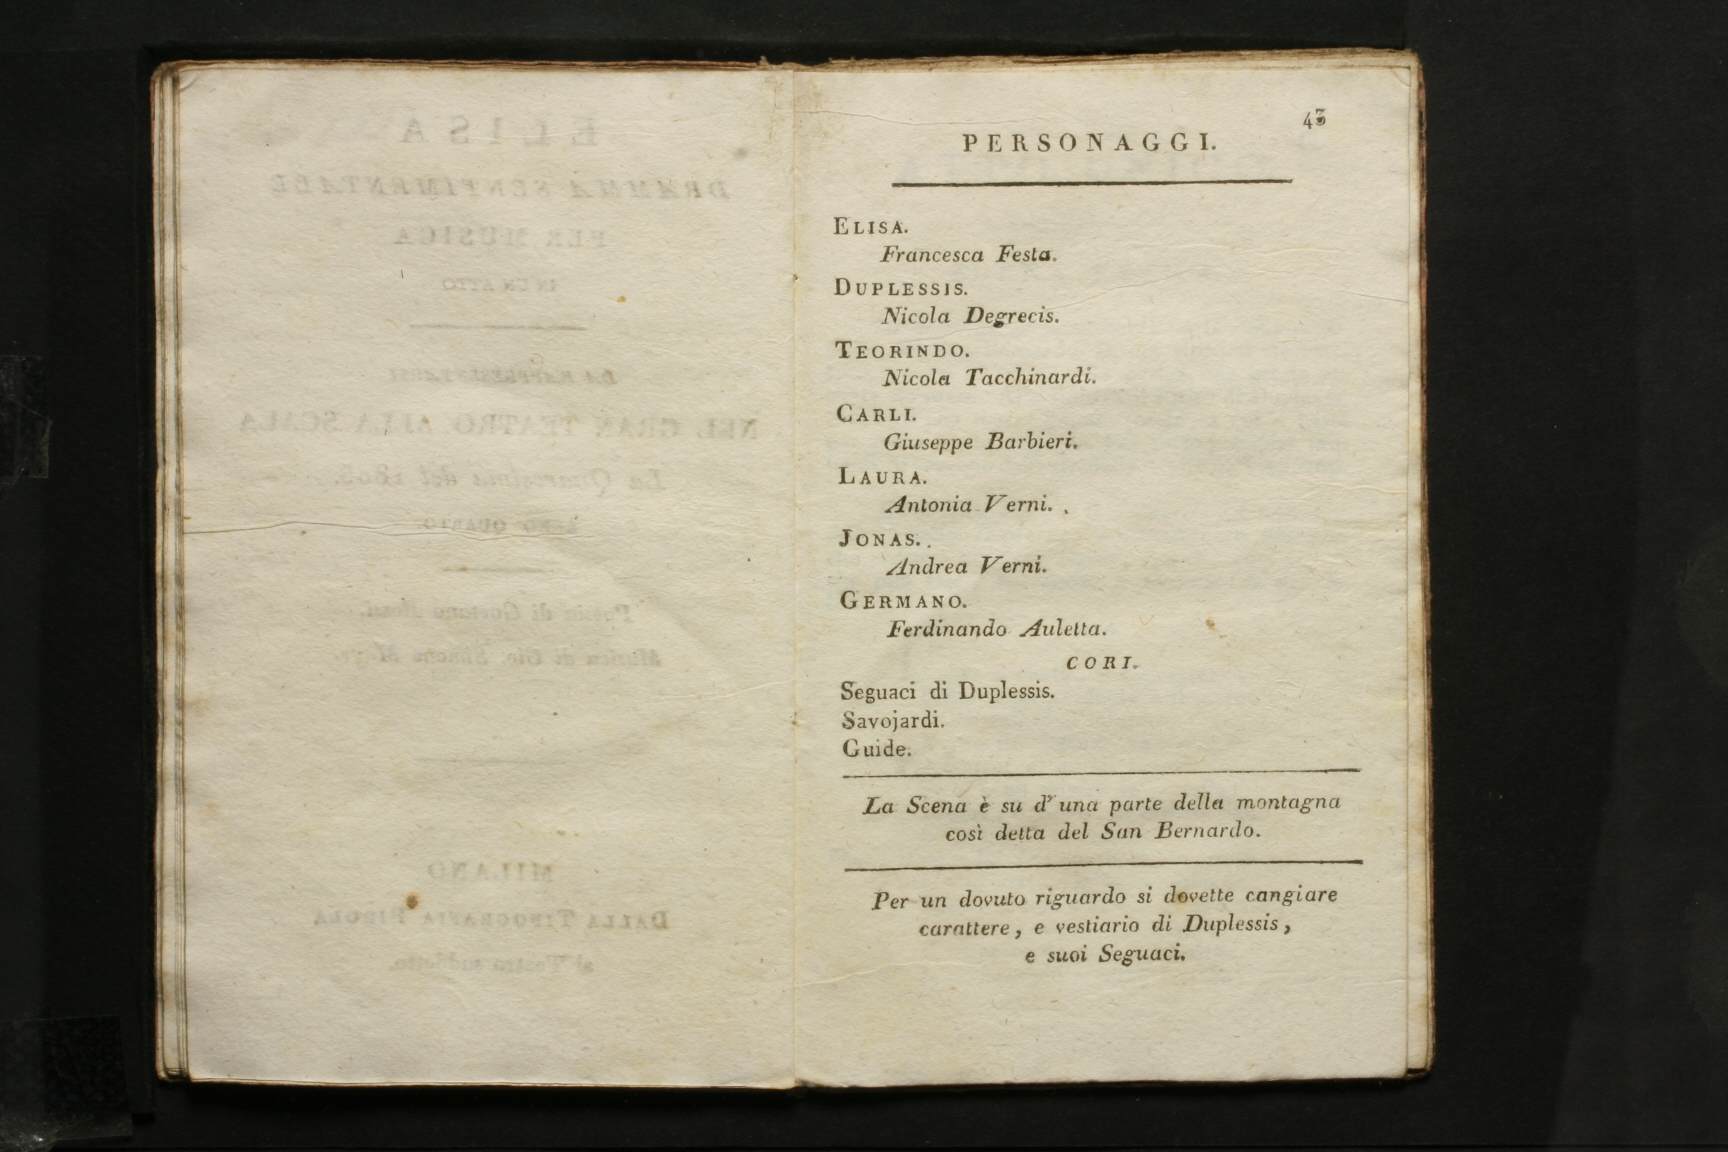 43
PERSONAGGI.
ELISA.
Francesca Festa.
DUPLESSIS.
Nicola Degrecis.
TEORINDO.
Nicola Tacchinardi.
CARLI.
Giuseppe Barbieri.
LAURA.
Antonia Verni.
JONAS.
Andrea Verni.
GERMANO.
Ferdinando Auletta.
CORI.
Seguaci di Duplessis.
Savojardi.
Guide.
La Scena è su d' una parte della montagna
così detta del San Bernardo.
Per un dovuto riguardo si dovette cangiare
carattere, e vestiario di Duplessis,
e suoi Seguaci.